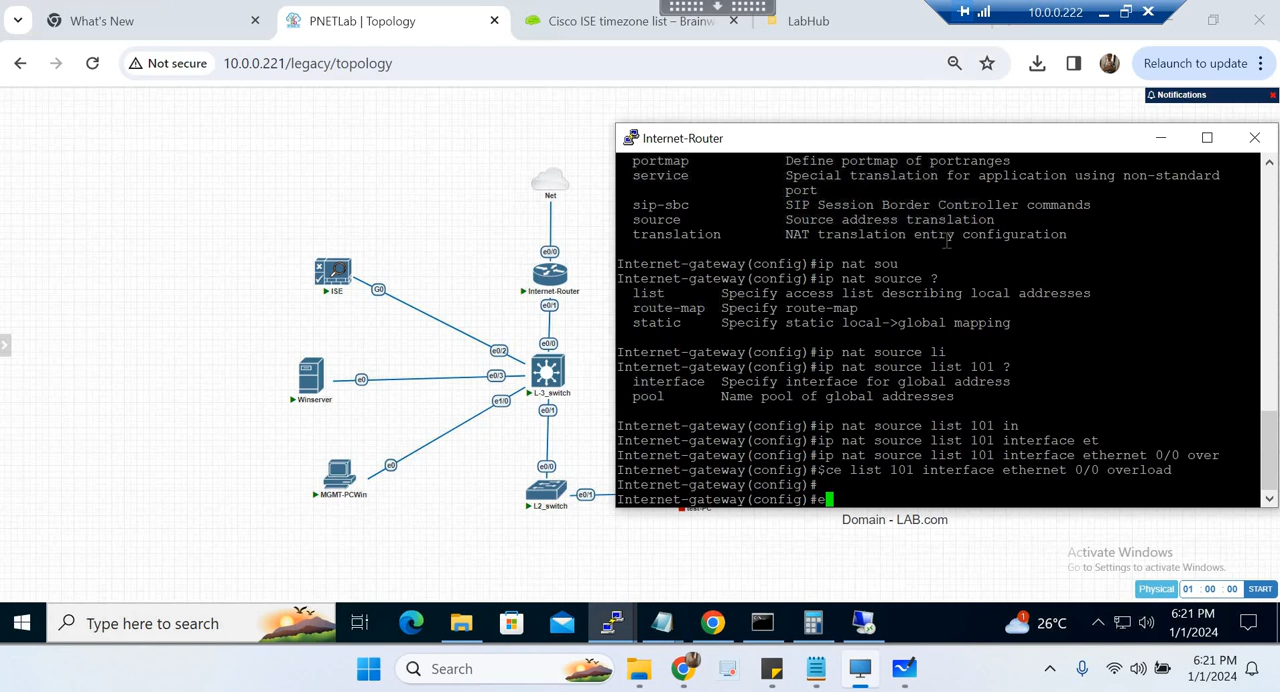 What's New
PNETLab | Topology
Cisco ISE timezone list – Brainw
LabHub
10.0.0.222
Not secure
10.0.0.221/legacy/topology
Relaunch to update
Notifications
Net
e0/0
Internet-Router
e0/1
ISE
G0
e0/0
e0/2
Winserver
e0
e0/3
L-3_switch
e1/0
e0/1
MGMT-PCWin
e0
e0/0
L2_switch
e0/1
test-PC
Domain - LAB.com
Internet-Router
portmap Define portmap of portranges
service Special translation for application using non-standard
port
sip-sbc SIP Session Border Controller commands
source Source address translation
translation NAT translation entry configuration
Internet-gateway(config)#ip nat sou
Internet-gateway(config)#ip nat source ?
list Specify access list describing local addresses
route-map Specify route-map
static Specify static local->global mapping
Internet-gateway(config)#ip nat source li
Internet-gateway(config)#ip nat source list 101 ?
interface Specify interface for global address
pool Name pool of global addresses
Internet-gateway(config)#ip nat source list 101 in
Internet-gateway(config)#ip nat source list 101 interface et
Internet-gateway(config)#ip nat source list 101 interface ethernet 0/0 over
Internet-gateway(config)#$ce list 101 interface ethernet 0/0 overload
Internet-gateway(config)#
Internet-gateway(config)#e
Activate Windows
Go to Settings to activate Windows.
Physical
01 : 00 : 00
START
Type here to search
1
26°C
6:21 PM
1/1/2024
Search
6:21 PM
1/1/2024